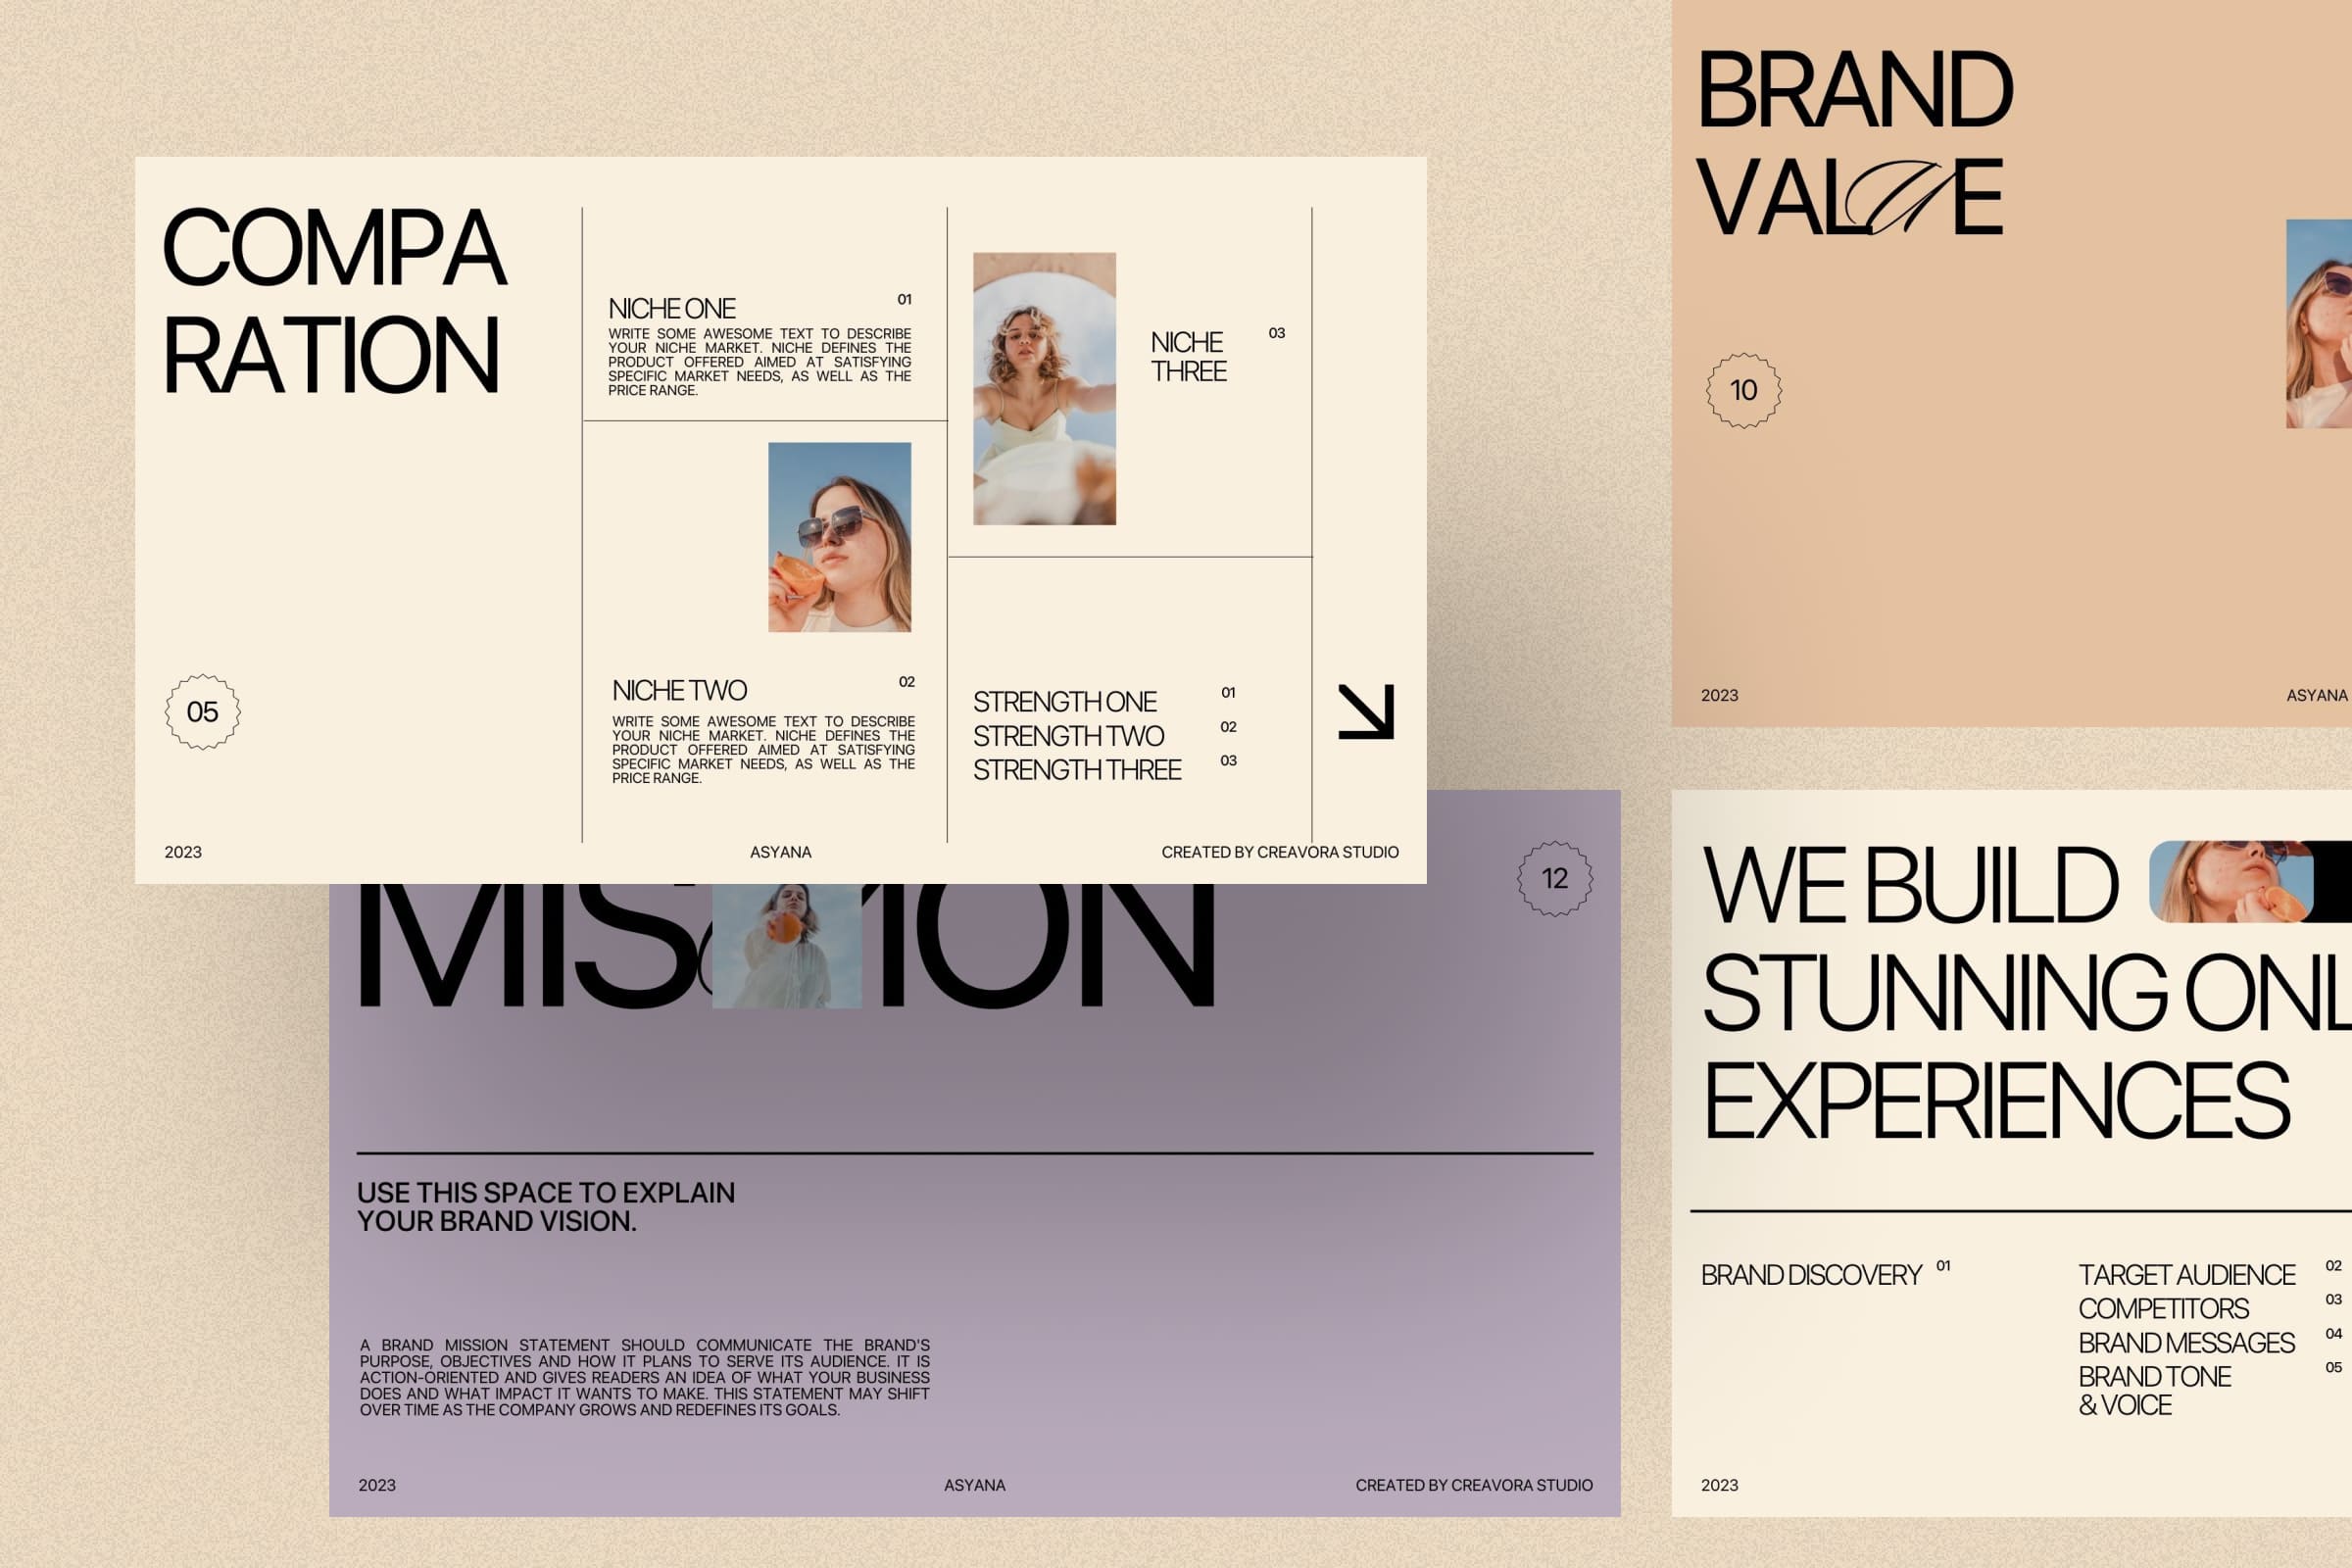 COMPA
RATION
05
2023
NICHE ONE 01
WRITE SOME AWESOME TEXT TO DESCRIBE
YOUR NICHE MARKET. NICHE DEFINES THE
PRODUCT OFFERED AIMED AT SATISFYING
SPECIFIC MARKET NEEDS, AS WELL AS THE
PRICE RANGE.
NICHE TWO 02
WRITE SOME AWESOME TEXT TO DESCRIBE
YOUR NICHE MARKET. NICHE DEFINES THE
PRODUCT OFFERED AIMED AT SATISFYING
SPECIFIC MARKET NEEDS, AS WELL AS THE
PRICE RANGE.
ASYANA
NICHE 03
THREE
STRENGTH ONE 01
STRENGTH TWO 02
STRENGTH THREE 03
CREATED BY CREAVORA STUDIO
BRAND
VALUE
10
2023
ASYANA
12
MISSION
USE THIS SPACE TO EXPLAIN
YOUR BRAND VISION.
A BRAND MISSION STATEMENT SHOULD COMMUNICATE THE BRAND'S
PURPOSE, OBJECTIVES AND HOW IT PLANS TO SERVE ITS AUDIENCE. IT IS
ACTION-ORIENTED AND GIVES READERS AN IDEA OF WHAT YOUR BUSINESS
DOES AND WHAT IMPACT IT WANTS TO MAKE. THIS STATEMENT MAY SHIFT
OVER TIME AS THE COMPANY GROWS AND REDEFINES ITS GOALS.
2023
ASYANA
CREATED BY CREAVORA STUDIO
WE BUILD
STUNNING ONL
EXPERIENCES
BRAND DISCOVERY 01
TARGET AUDIENCE 02
COMPETITORS 03
BRAND MESSAGES 04
BRAND TONE 05
& VOICE
2023